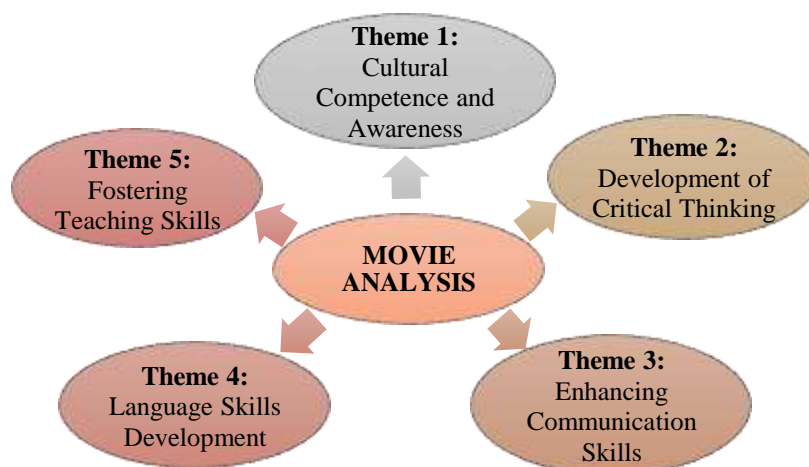 Theme 1:
Cultural
Competence and
Awareness
Theme 5:
Fostering
Teaching Skills
Theme 2:
Development of
Critical Thinking
MOVIE
ANALYSIS
Theme 4:
Language Skills
Development
Theme 3:
Enhancing
Communication
Skills